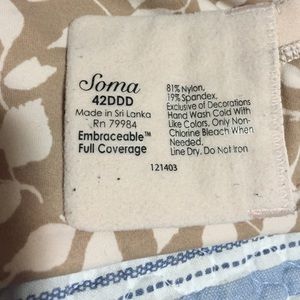 Soma
42DDD
Made in Sri Lanka
Rn 79984
Embraceable™
Full Coverage
81% Nylon,
19% Spandex.
Exclusive of Decorations
Hand Wash Cold With
Like Colors. Only Non-
Chlorine Bleach When
Needed.
Line Dry. Do Not Iron
121403